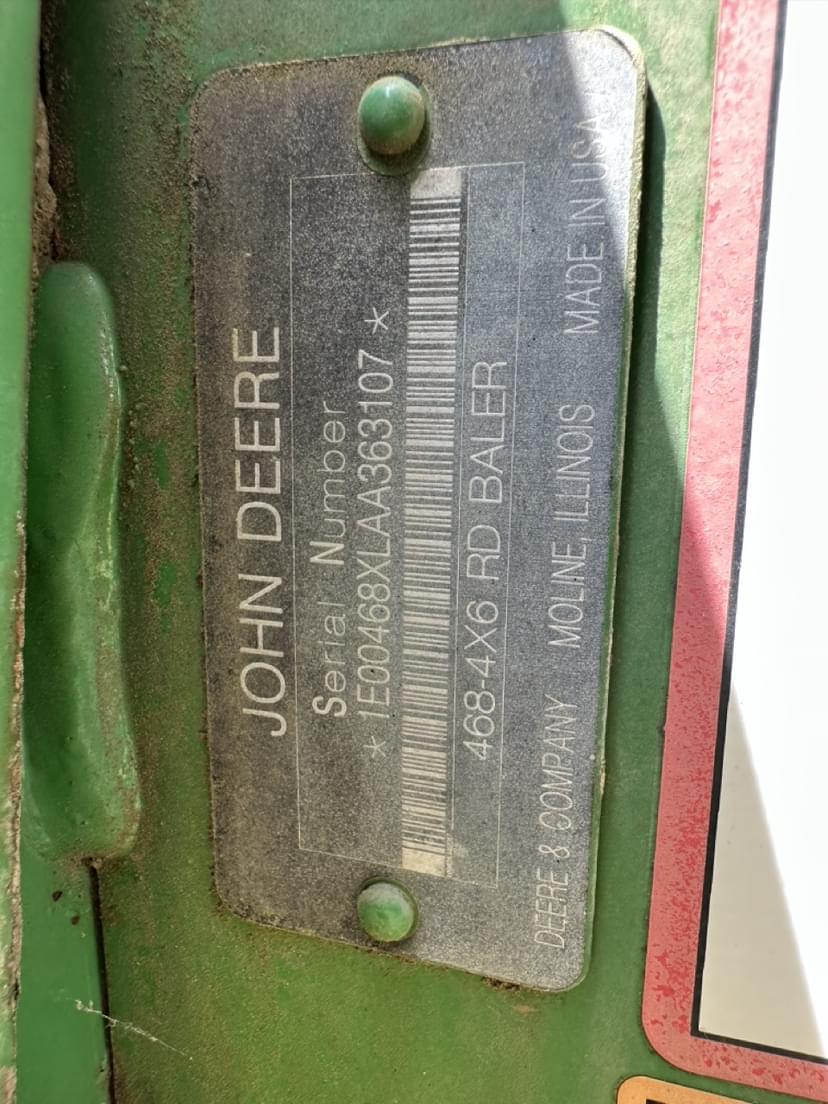 JOHN DEERE
Serial Number
* 1E00468XLAA363107 *
468-4X6 RD BALER
DEERE & COMPANY MOLINE, ILLINOIS MADE IN USA